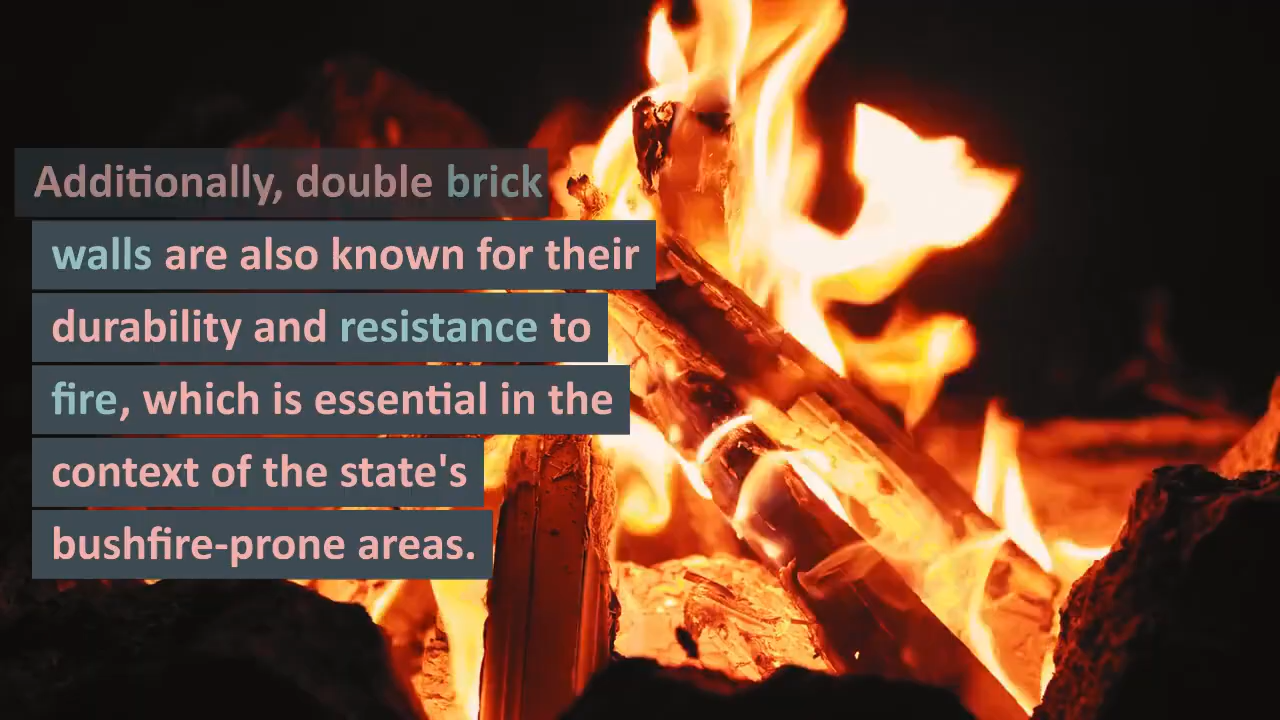 Additionally, double brick
walls are also known for their
durability and resistance to
fire, which is essential in the
context of the state's
bushfire-prone areas.